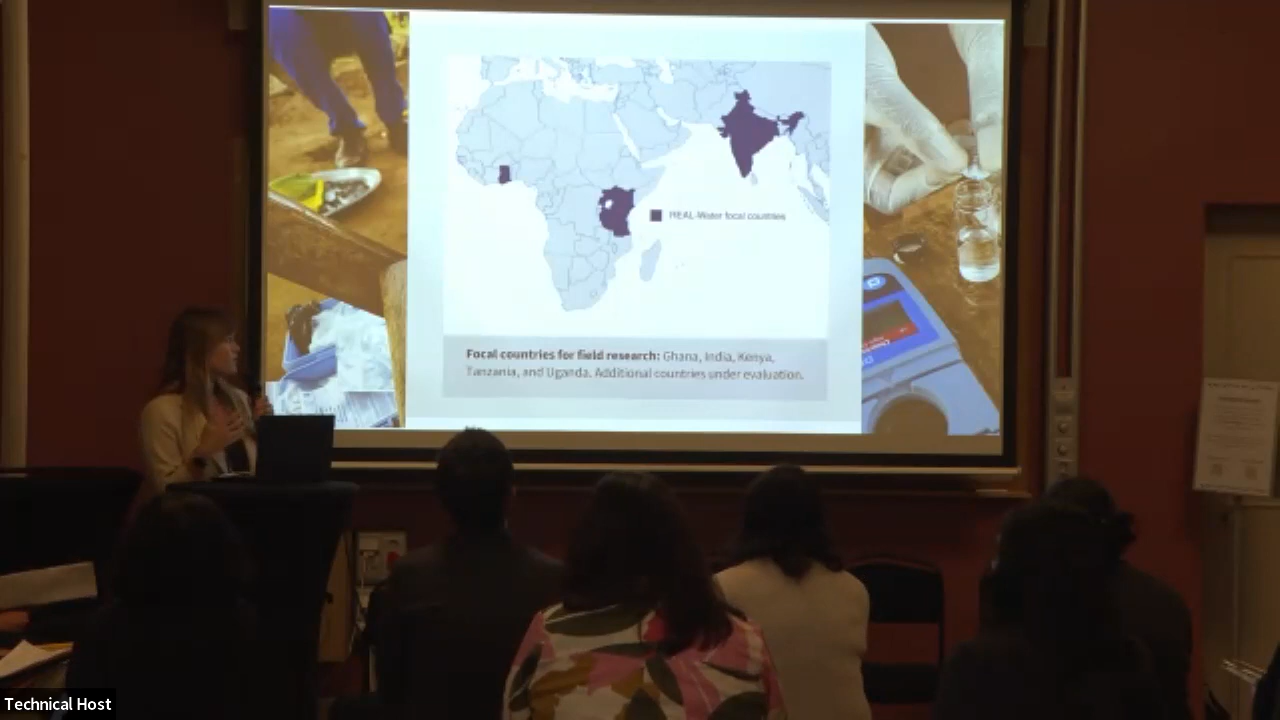 REAL-Water focal countries
Focal countries for field research: Ghana, India, Kenya,
Tanzania, and Uganda. Additional countries under evaluation.
Technical Host